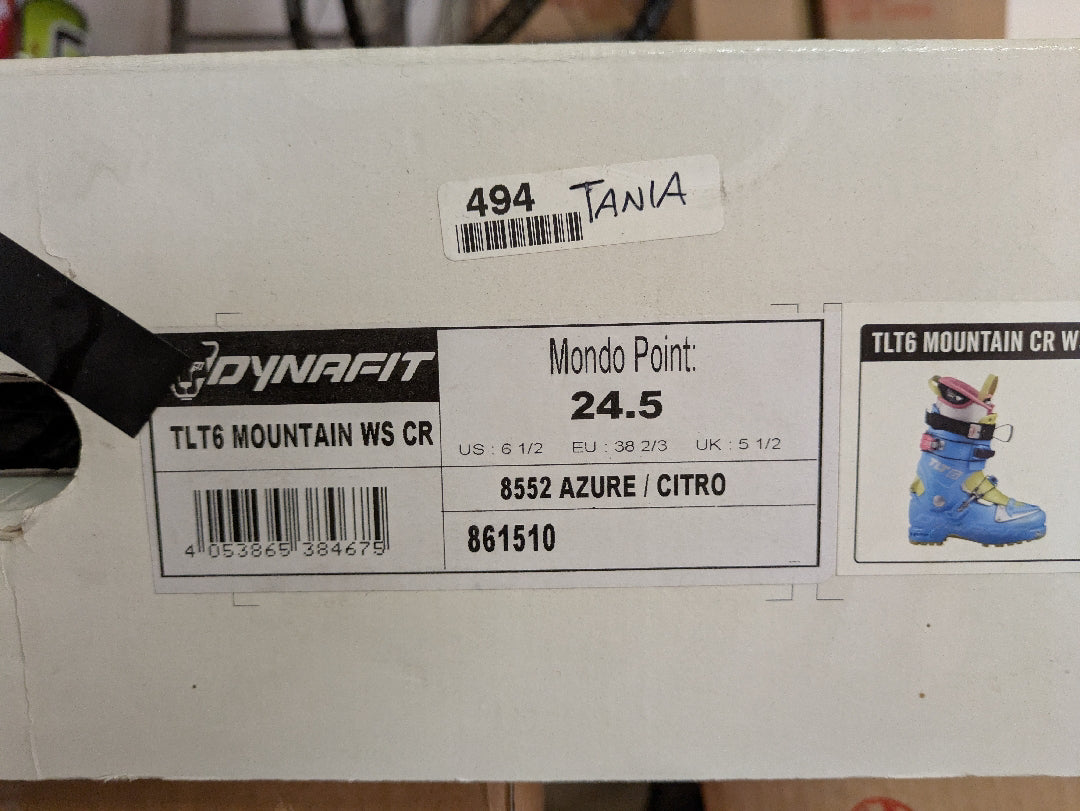 494 TANIA
DYNAFIT
TLT6 MOUNTAIN WS CR
4 053865 384675
Mondo Point:
24.5
US : 6 1/2 EU : 38 2/3 UK : 5 1/2
8552 AZURE / CITRO
861510
TLT6 MOUNTAIN CR W
TLT6